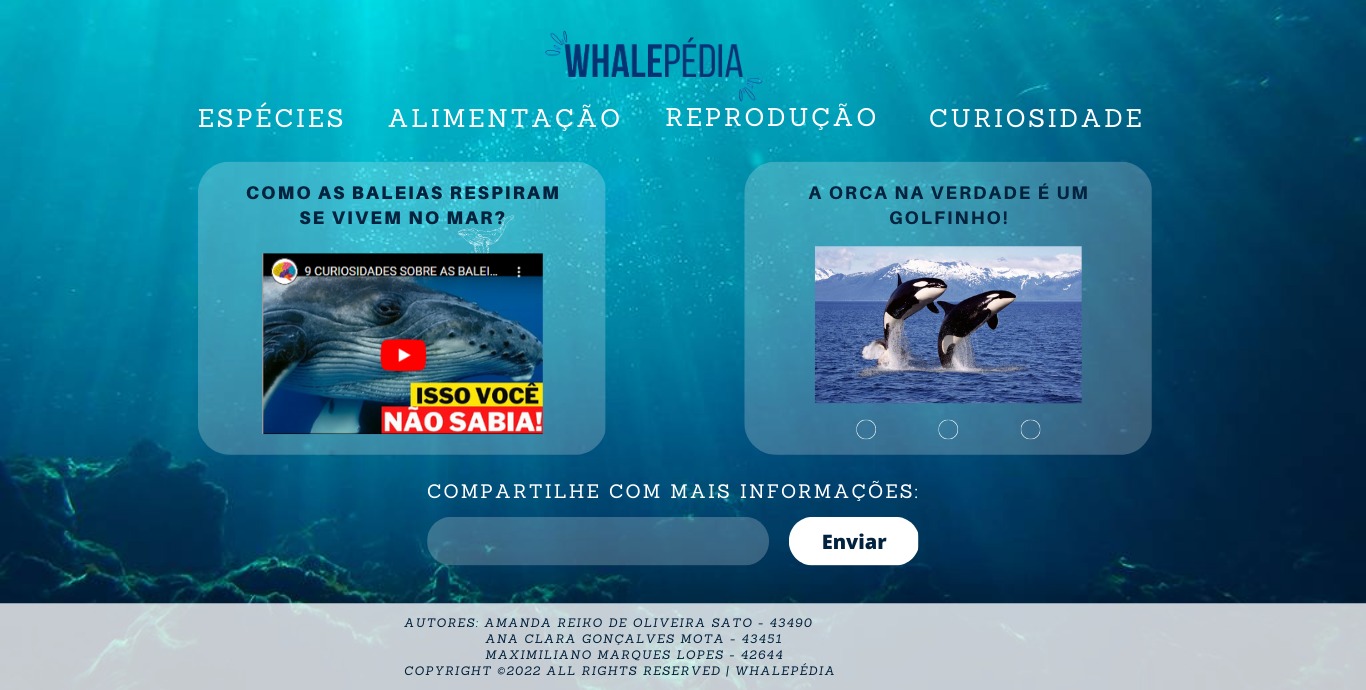 WHALEPÉDIA
ESPÉCIES ALIMENTAÇÃO REPRODUÇÃO CURIOSIDADE
COMO AS BALEIAS RESPIRAM
SE VIVEM NO MAR?
9 CURIOSIDADES SOBRE AS BALEI...
ISSO VOCÊ
NÃO SABIA!
A ORCA NA VERDADE É UM
GOLFINHO!
COMPARTILHE COM MAIS INFORMAÇÕES:
Enviar
AUTORES: AMANDA REIKO DE OLIVEIRA SATO - 43490
ANA CLARA GONÇALVES MOTA - 43451
MAXIMILIANO MARQUES LOPES - 42644
COPYRIGHT ©2022 ALL RIGHTS RESERVED | WHALEPÉDIA